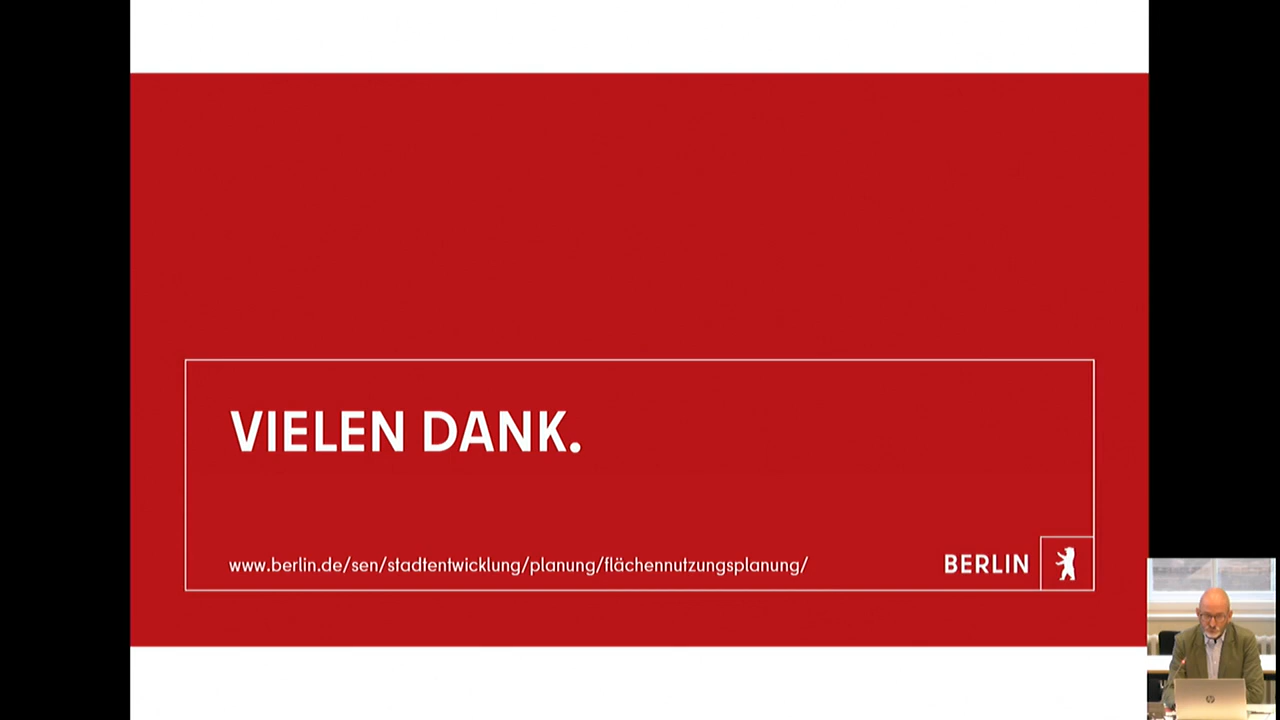 VIELEN DANK.
www.berlin.de/sen/stadtentwicklung/planung/flächennutzungsplanung/
BERLIN